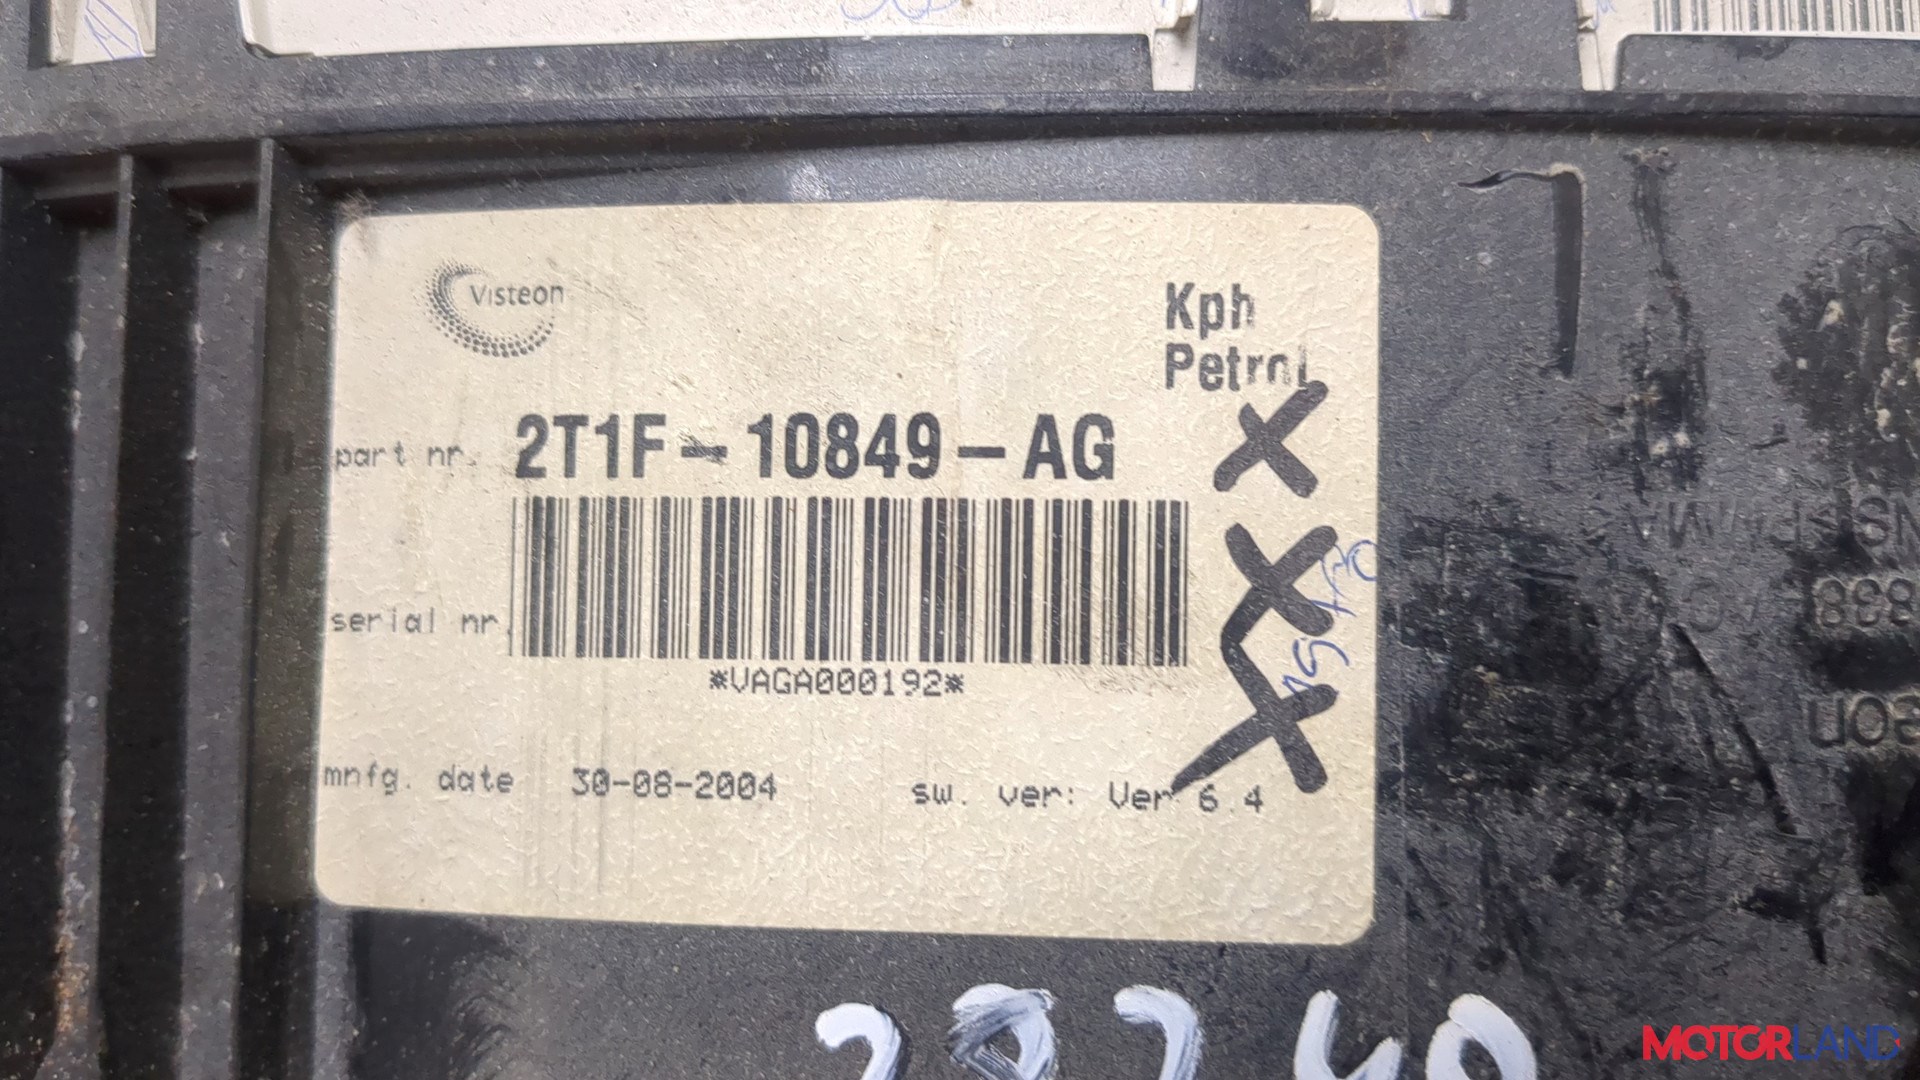 Visteon
Kph
Petrol
part nr. 2T1F-10849-AG
serial nr.
*VAGA000192*
mnfg. date 30-08-2004 sw. ver: Ver 6.4
MOTORLAND